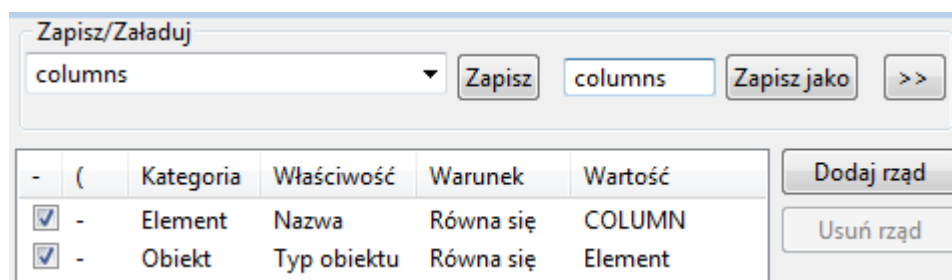 Zapisz/Załaduj
columns Zapisz columns Zapisz jako >>
- ( Kategoria Właściwość Warunek Wartość Dodaj rząd
- Element Nazwa Równa się COLUMN Usuń rząd
- Obiekt Typ obiektu Równa się Element